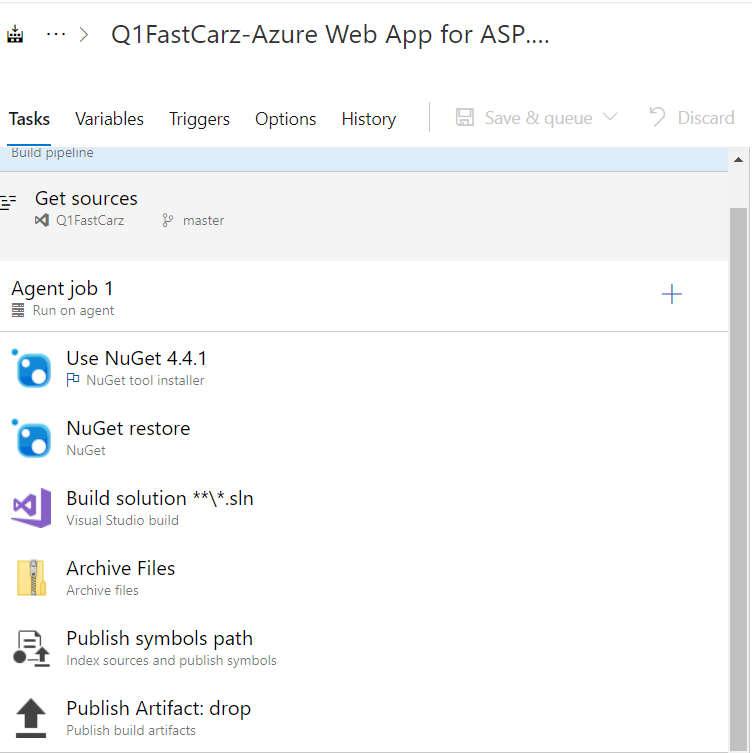 ··· > Q1FastCarz-Azure Web App for ASP....
Tasks Variables Triggers Options History Save & queue Discard
Build pipeline
Get sources
Q1FastCarz master
Agent job 1
Run on agent
Use NuGet 4.4.1
NuGet tool installer
NuGet restore
NuGet
Build solution **\*.sln
Visual Studio build
Archive Files
Archive files
Publish symbols path
Index sources and publish symbols
Publish Artifact: drop
Publish build artifacts